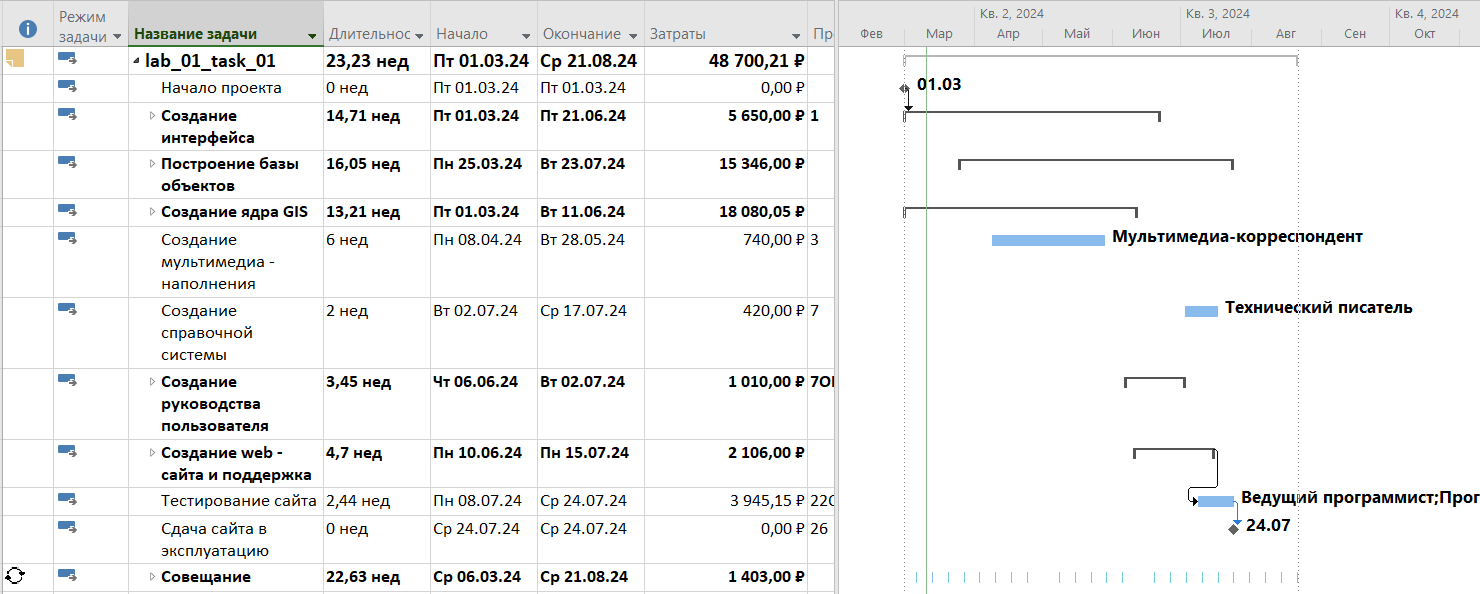 Режим задачи Название задачи Длительнос Начало Окончание Затраты Пр
Кв. 2, 2024 Кв. 3, 2024 Кв. 4, 2024
Фев Мар Апр Май Июн Июл Авг Сен Окт
lab_01_task_01 23,23 нед Пт 01.03.24 Ср 21.08.24 48 700,21 ₽
Начало проекта 0 нед Пт 01.03.24 Пт 01.03.24 0,00 ₽ 01.03
Создание 14,71 нед Пт 01.03.24 Пт 21.06.24 5 650,00 ₽ 1
интерфейса
Построение базы 16,05 нед Пн 25.03.24 Вт 23.07.24 15 346,00 ₽
объектов
Создание ядра GIS 13,21 нед Пт 01.03.24 Вт 11.06.24 18 080,05 ₽
Создание 6 нед Пн 08.04.24 Вт 28.05.24 740,00 ₽ 3 Мультимедиа-корреспондент
мультимедиа -
наполнения
Создание 2 нед Вт 02.07.24 Ср 17.07.24 420,00 ₽ 7 Технический писатель
справочной
системы
Создание 3,45 нед Чт 06.06.24 Вт 02.07.24 1 010,00 ₽ 7ОІ
руководства
пользователя
Создание web - 4,7 нед Пн 10.06.24 Пн 15.07.24 2 106,00 ₽
сайта и поддержка
Тестирование сайта 2,44 нед Пн 08.07.24 Ср 24.07.24 3 945,15 ₽ 22О Ведущий программист;Прог
Сдача сайта в 0 нед Ср 24.07.24 Ср 24.07.24 0,00 ₽ 26 24.07
эксплуатацию
Совещание 22,63 нед Ср 06.03.24 Ср 21.08.24 1 403,00 ₽